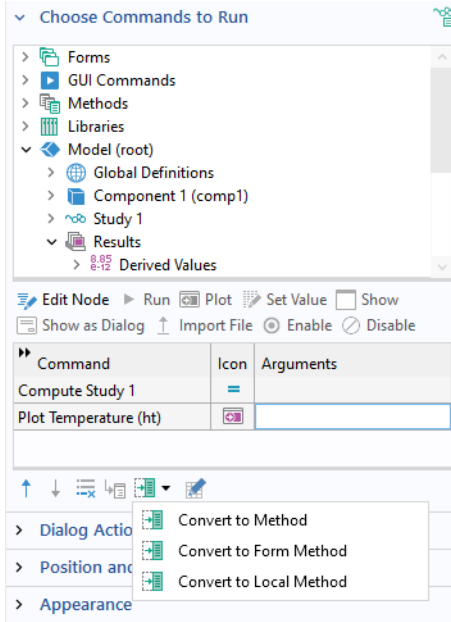 Choose Commands to Run
Forms
GUI Commands
Methods
Libraries
Model (root)
Global Definitions
Component 1 (comp1)
Study 1
Results
8.85
e-12 Derived Values
Edit Node Run Plot Set Value Show
Show as Dialog Import File Enable Disable
Command Icon Arguments
Compute Study 1 =
Plot Temperature (ht)
Convert to Method
Dialog Actio
Convert to Form Method
Position and
Convert to Local Method
Appearance